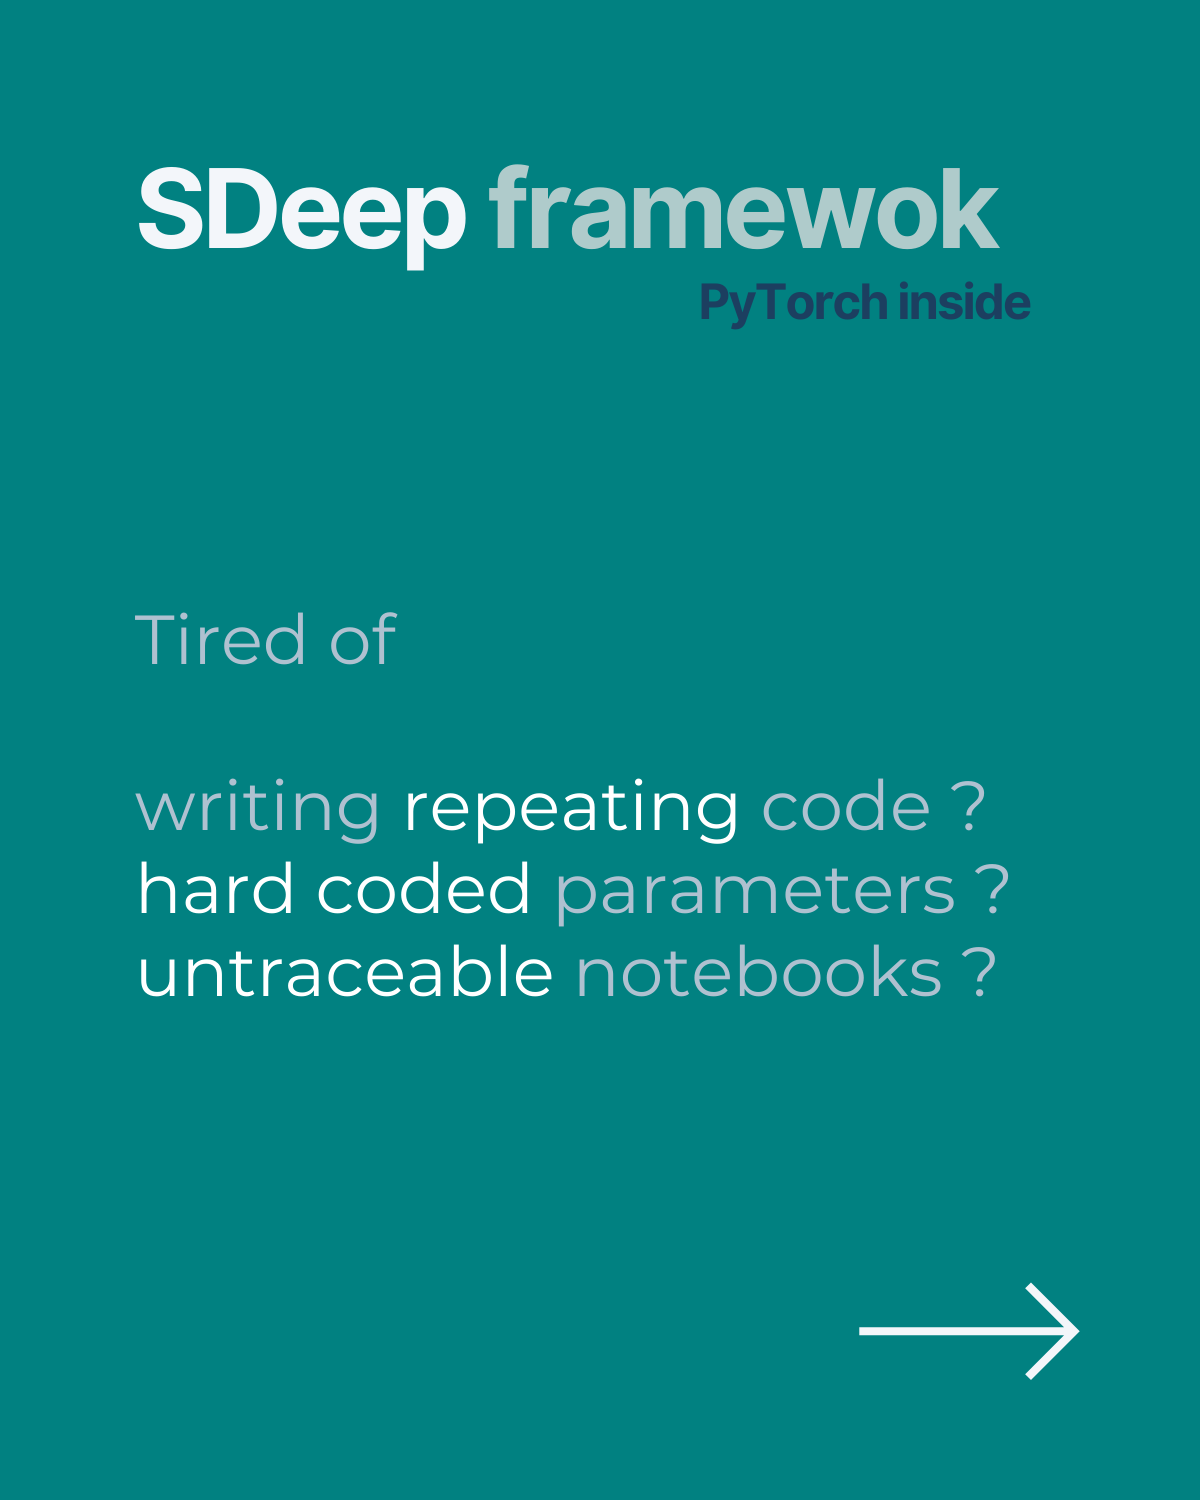 SDeep framewok
PyTorch inside
Tired of
writing repeating code ?
hard coded parameters ?
untraceable notebooks ?